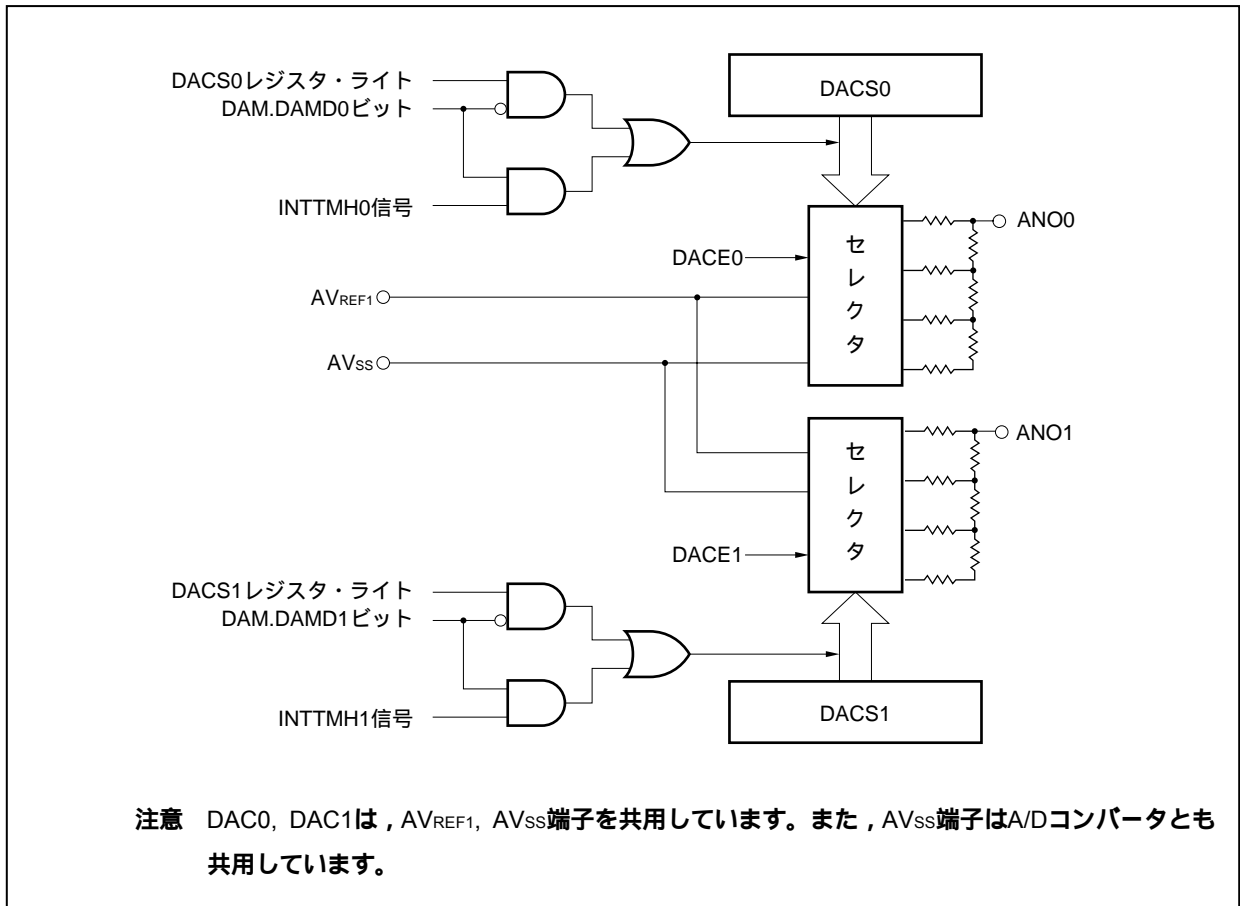 DACS0レジスタ・ライト
DAM.DAMD0ビット
INTTMH0信号
DACS0
DACE0
セレクタ
ANO0
AVREF1
AVSS
DACE1
セレクタ
ANO1
DACS1レジスタ・ライト
DAM.DAMD1ビット
INTTMH1信号
DACS1
注意 DAC0, DAC1は，AVREF1, AVSS端子を共用しています。また，AVSS端子はA/Dコンバータとも
共用しています。